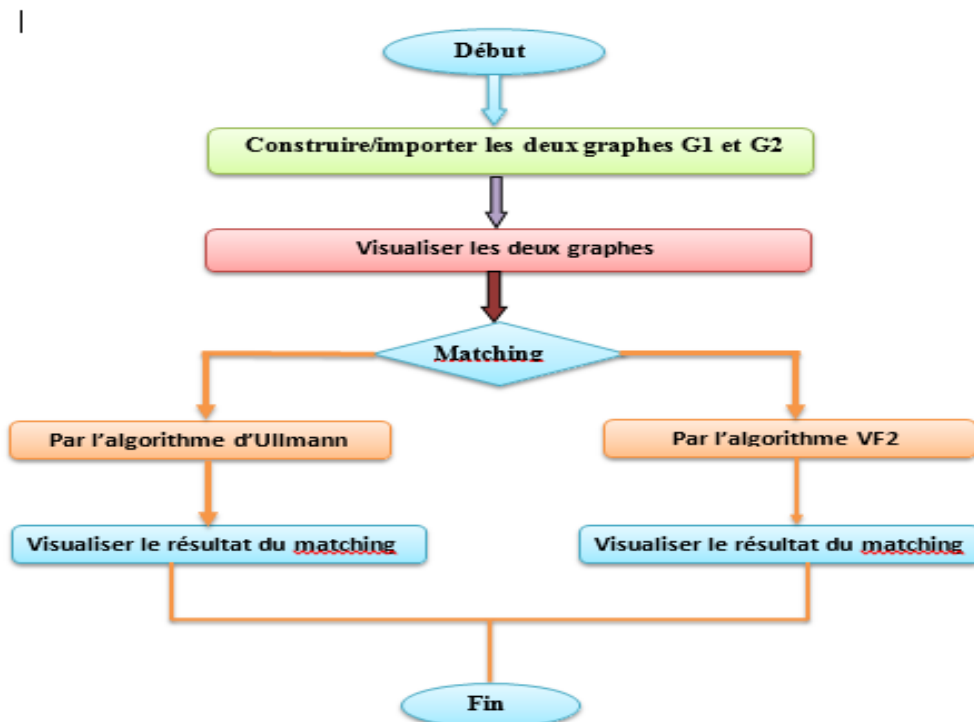 Début
Construire/importer les deux graphes G1 et G2
Visualiser les deux graphes
Matching
Par l'algorithme d'Ullmann
Par l'algorithme VF2
Visualiser le résultat du matching
Visualiser le résultat du matching
Fin